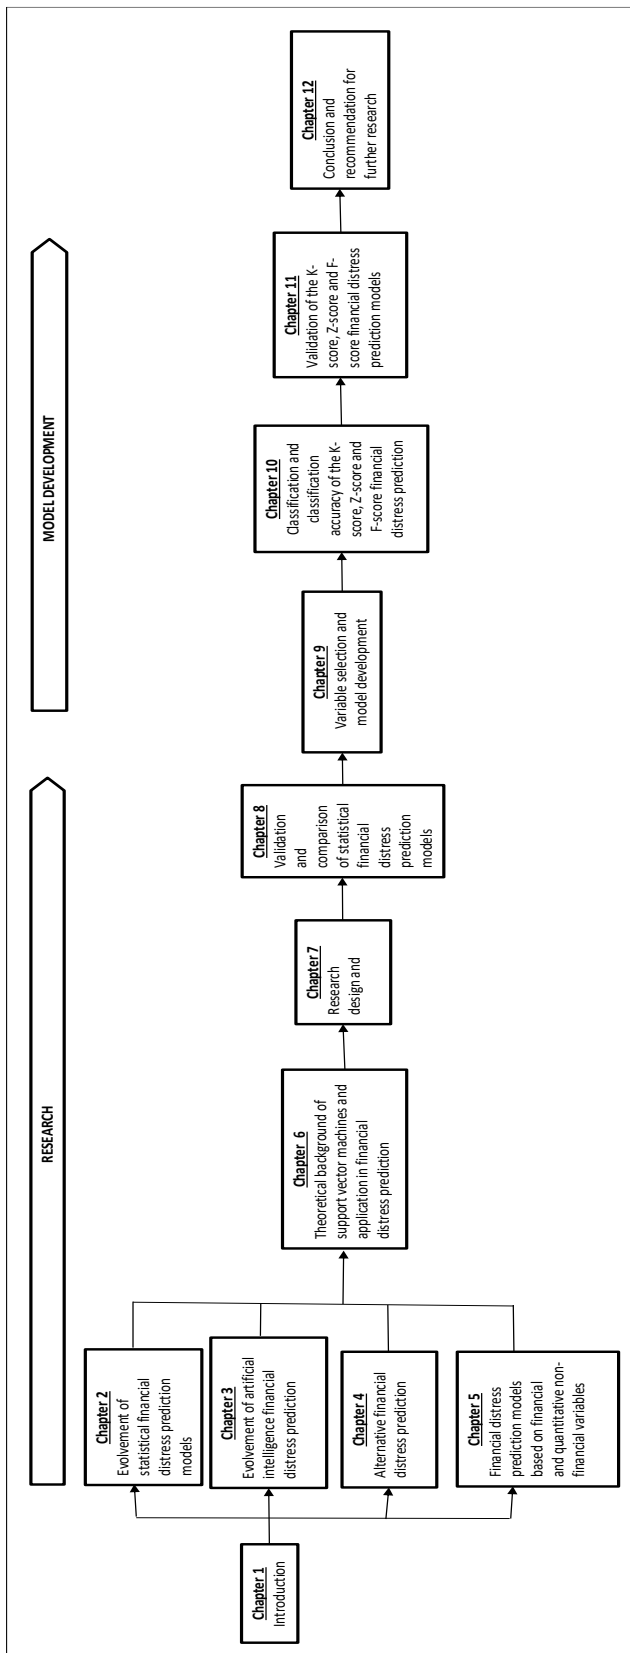 RESEARCH
MODEL DEVELOPMENT
Chapter 1
Introduction
Chapter 2
Evolvement of
statistical financial
distress prediction
models
Chapter 3
Evolvement of artificial
intelligence financial
distress prediction
Chapter 4
Alternative financial
distress prediction
Chapter 5
Financial distress
prediction models
based on financial
and quantitative non-
financial variables
Chapter 6
Theoretical background of
support vector machines and
application in financial
distress prediction
Chapter 7
Research
design and
Chapter 8
Validation
and
comparison
of statistical
financial
distress
prediction
models
Chapter 9
Variable selection and
model development
Chapter 10
Classification and
classification
accuracy of the K-
score, Z-score and
F-score financial
distress prediction
Chapter 11
Validation of the K-
score, Z-score and F-
score financial distress
prediction models
Chapter 12
Conclusion and
recommendation for
further research